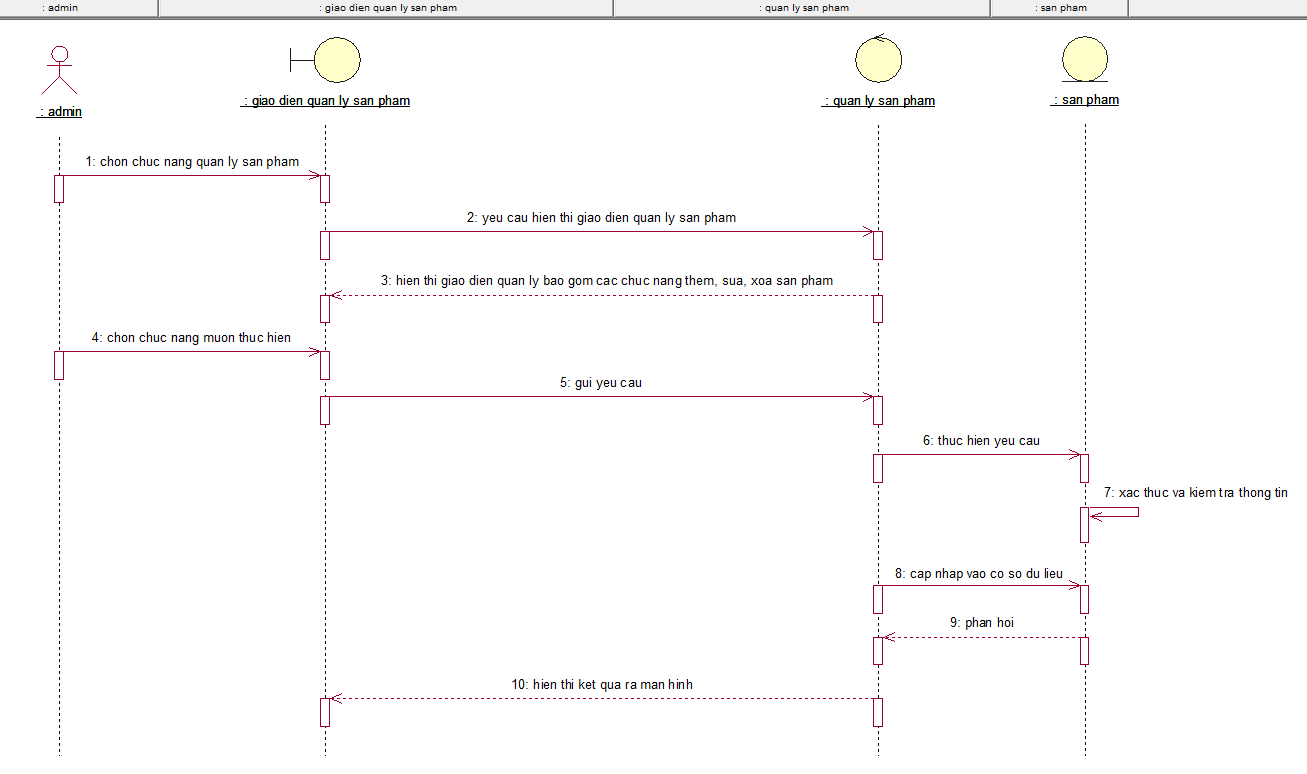 : admin
: giao dien quan ly san pham
: quan ly san pham
: san pham
: admin
: giao dien quan ly san pham
: quan ly san pham
: san pham
1: chon chuc nang quan ly san pham
2: yeu cau hien thi giao dien quan ly san pham
3: hien thi giao dien quan ly bao gom cac chuc nang them, sua, xoa san pham
4: chon chuc nang muon thuc hien
5: gui yeu cau
6: thuc hien yeu cau
7: xac thuc va kiem tra thong tin
8: cap nhap vao co so du lieu
9: phan hoi
10: hien thi ket qua ra man hinh